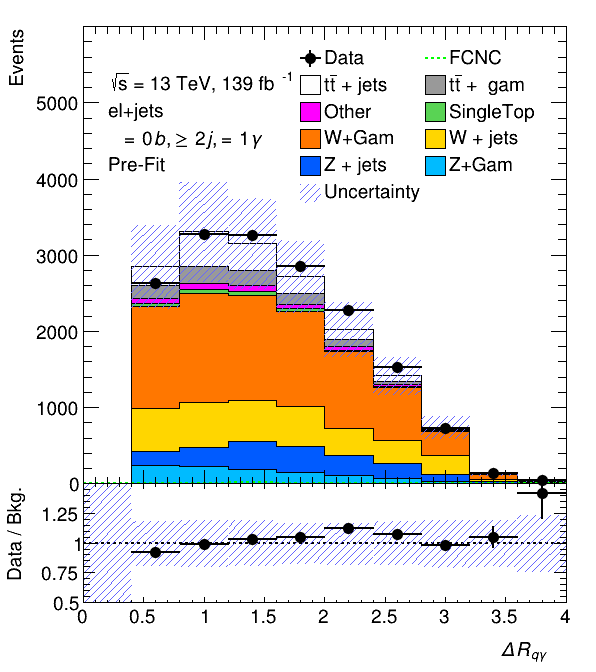 Events
5000
4000
3000
2000
1000
0
√s = 13 TeV, 139 fb⁻¹
el+jets
= 0b, ≥ 2j, = 1γ
Pre-Fit
Data
FCNC
tt̄ + jets
tt̄ + gam
Other
SingleTop
W+Gam
W + jets
Z + jets
Z+Gam
Uncertainty
Data / Bkg.
1.25
1
0.75
0.5
0 0.5 1 1.5 2 2.5 3 3.5 4
ΔR_qγ